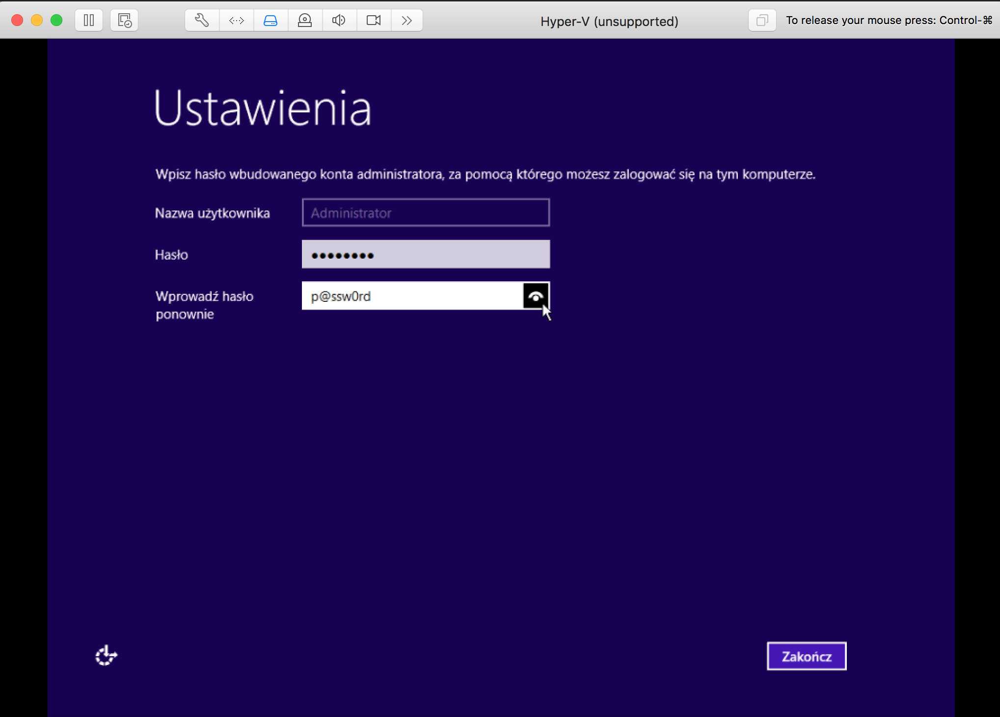 Hyper-V (unsupported)
To release your mouse press: Control-⌘
Ustawienia
Wpisz hasło wbudowanego konta administratora, za pomocą którego możesz zalogować się na tym komputerze.
Nazwa użytkownika
Administrator
Hasło
••••••••
Wprowadź hasło
ponownie
p@ssw0rd
Zakończ